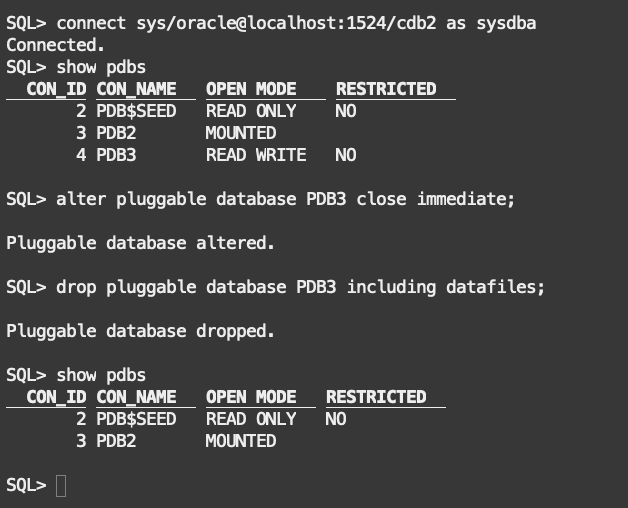 SQL> connect sys/oracle@localhost:1524/cdb2 as sysdba
Connected.
SQL> show pdbs
CON_ID CON_NAME OPEN MODE RESTRICTED
2 PDB$SEED READ ONLY NO
3 PDB2 MOUNTED
4 PDB3 READ WRITE NO
SQL> alter pluggable database PDB3 close immediate;
Pluggable database altered.
SQL> drop pluggable database PDB3 including datafiles;
Pluggable database dropped.
SQL> show pdbs
CON_ID CON_NAME OPEN MODE RESTRICTED
2 PDB$SEED READ ONLY NO
3 PDB2 MOUNTED
SQL>